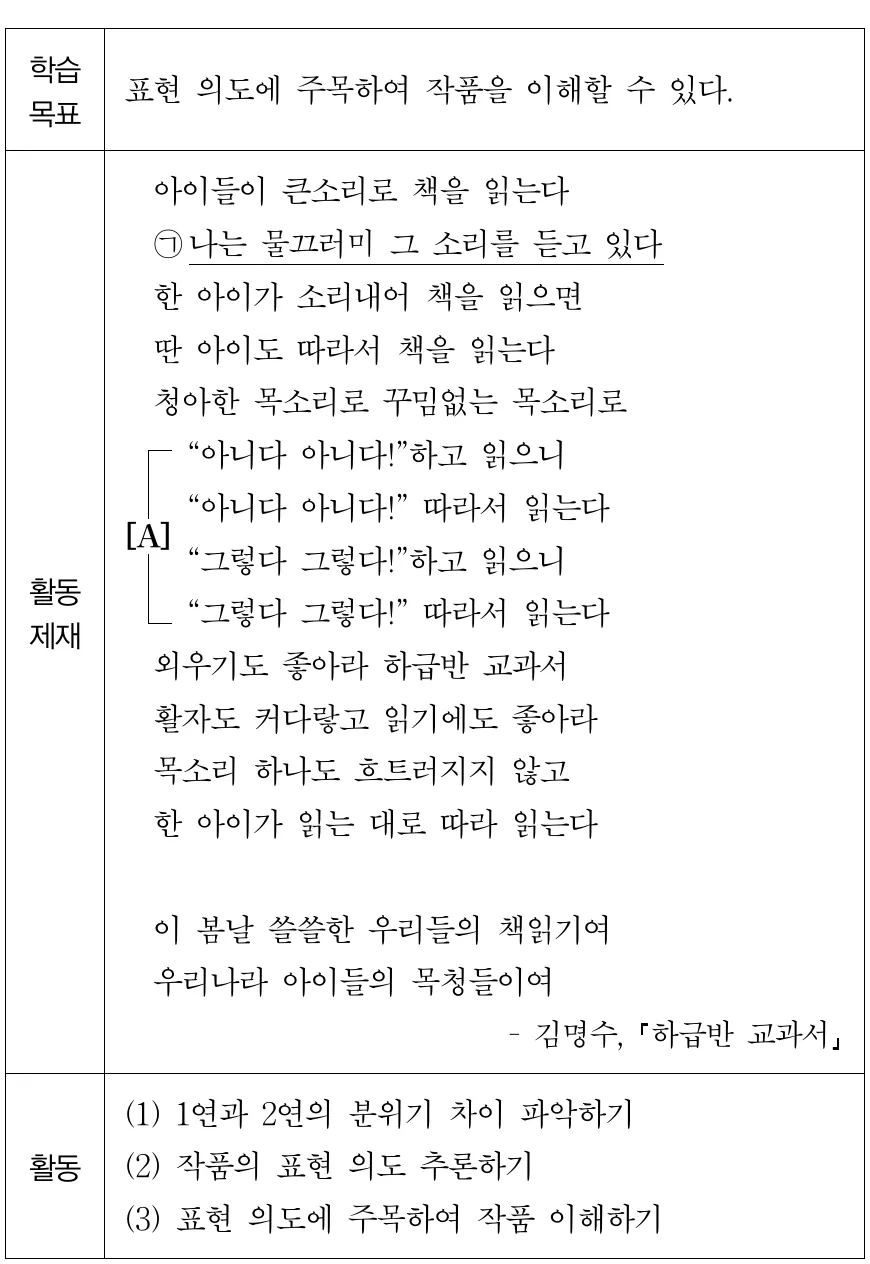 학습
목표
표현 의도에 주목하여 작품을 이해할 수 있다.
활동
제재
아이들이 큰소리로 책을 읽는다
㉠나는 물끄러미 그 소리를 듣고 있다
한 아이가 소리내어 책을 읽으면
딴 아이도 따라서 책을 읽는다
청아한 목소리로 꾸밈없는 목소리로
[A]
“아니다 아니다!”하고 읽으니
“아니다 아니다!” 따라서 읽는다
“그렇다 그렇다!”하고 읽으니
“그렇다 그렇다!” 따라서 읽는다
외우기도 좋아라 하급반 교과서
활자도 커다랗고 읽기에도 좋아라
목소리 하나도 흐트러지지 않고
한 아이가 읽는 대로 따라 읽는다
이 봄날 쓸쓸한 우리들의 책읽기여
우리나라 아이들의 목청들이여
- 김명수, 『하급반 교과서』
활동
(1) 1연과 2연의 분위기 차이 파악하기
(2) 작품의 표현 의도 추론하기
(3) 표현 의도에 주목하여 작품 이해하기